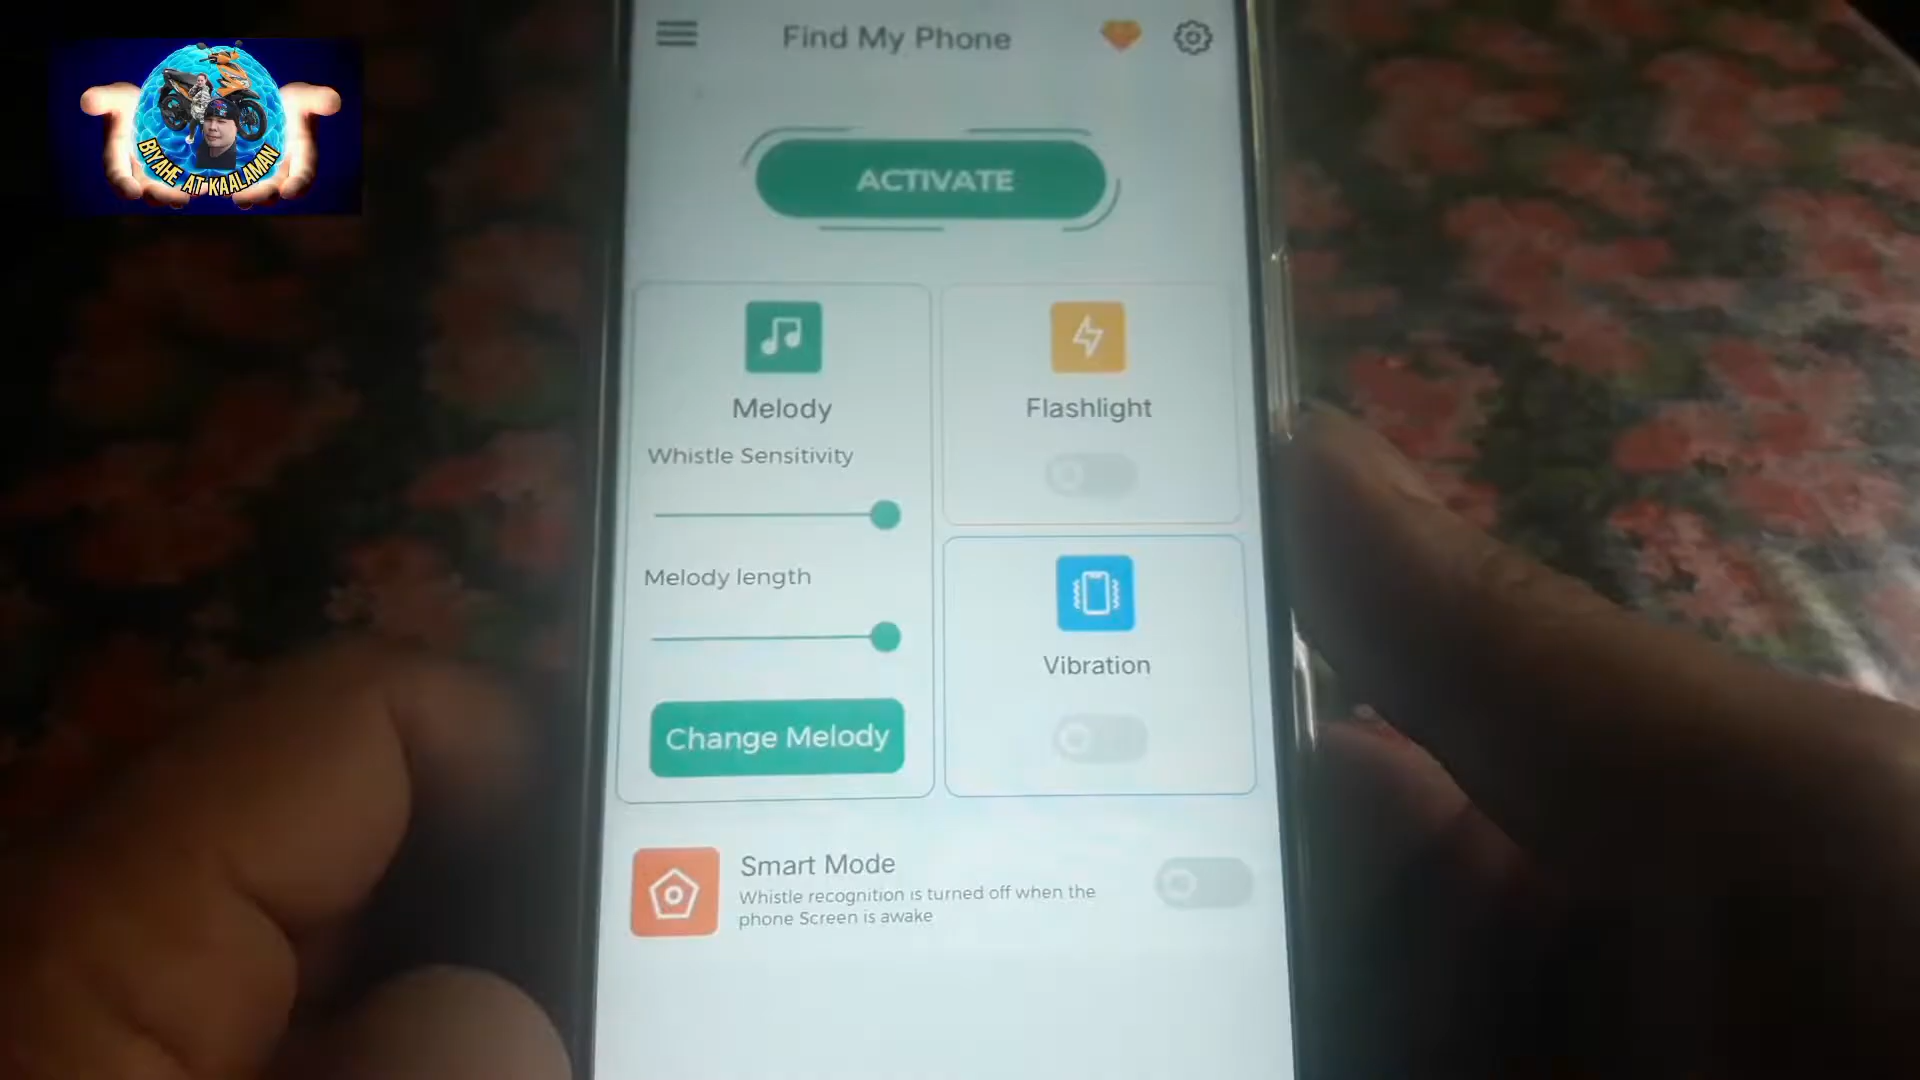 BIYAHE AT KAALAMAN
Find My Phone
ACTIVATE
Melody
Whistle Sensitivity
Melody length
Change Melody
Flashlight
Vibration
Smart Mode
Whistle recognition is turned off when the
phone Screen is awake